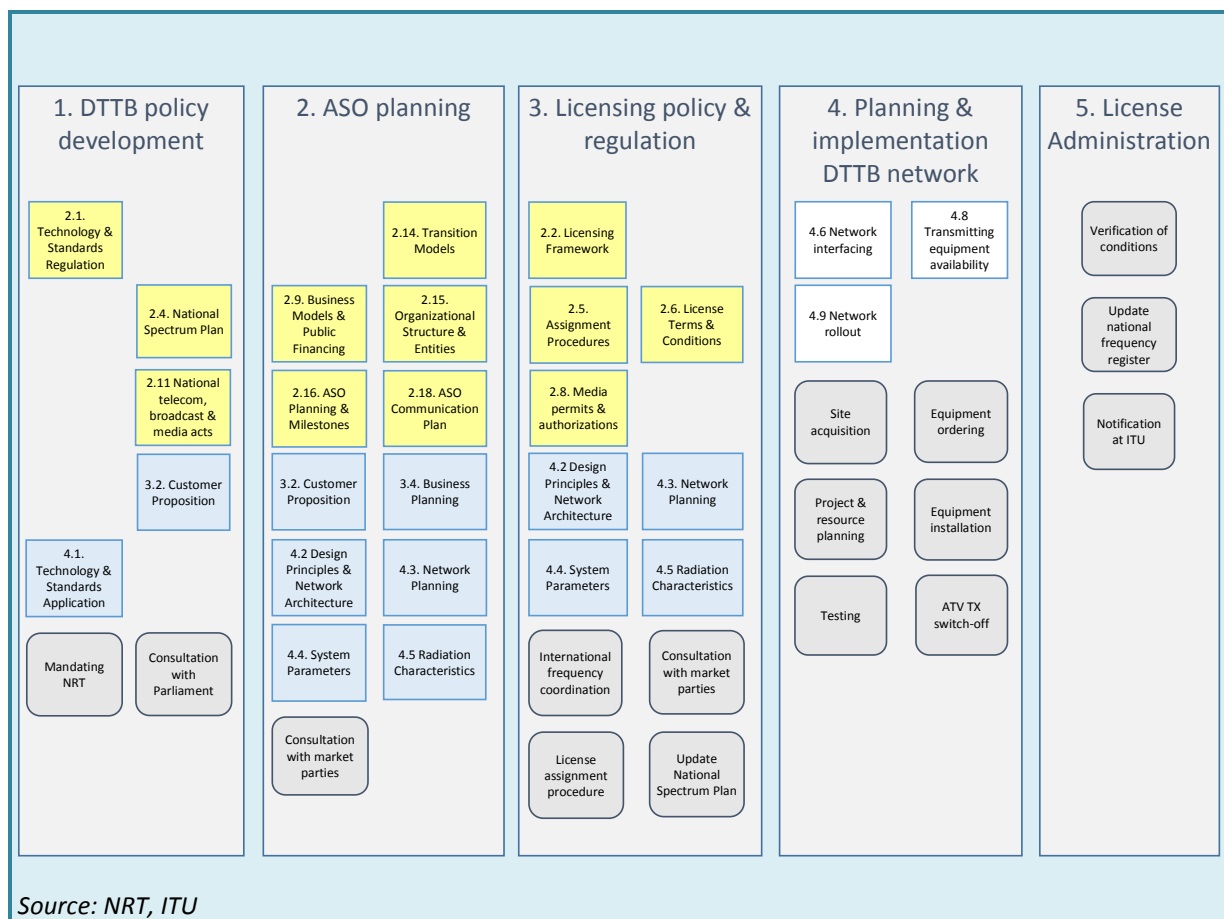 1. DTTB policy
development
2.1.
Technology &
Standards
Regulation
2.4. National
Spectrum Plan
2.11 National
telecom,
broadcast &
media acts
3.2. Customer
Proposition
4.1.
Technology &
Standards
Application
Mandating
NRT
Consultation
with
Parliament
2. ASO planning
2.14. Transition
Models
2.9. Business
Models &
Public
Financing
2.15.
Organizational
Structure &
Entities
2.16. ASO
Planning &
Milestones
2.18. ASO
Communication
Plan
3.2. Customer
Proposition
3.4. Business
Planning
4.2 Design
Principles &
Network
Architecture
4.3. Network
Planning
4.4. System
Parameters
4.5 Radiation
Characteristics
Consultation
with market
parties
3. Licensing policy &
regulation
2.2. Licensing
Framework
2.5.
Assignment
Procedures
2.6. License
Terms &
Conditions
2.8. Media
permits &
authorizations
4.2 Design
Principles &
Network
Architecture
4.3. Network
Planning
4.4. System
Parameters
4.5 Radiation
Characteristics
International
frequency
coordination
Consultation
with market
parties
License
assignment
procedure
Update
National
Spectrum Plan
4. Planning &
implementation
DTTB network
4.6 Network
interfacing
4.8
Transmitting
equipment
availability
4.9 Network
rollout
Site
acquisition
Equipment
ordering
Project &
resource
planning
Equipment
installation
Testing
ATV TX
switch-off
5. License
Administration
Verification of
conditions
Update
national
frequency
register
Notification
at ITU
Source: NRT, ITU